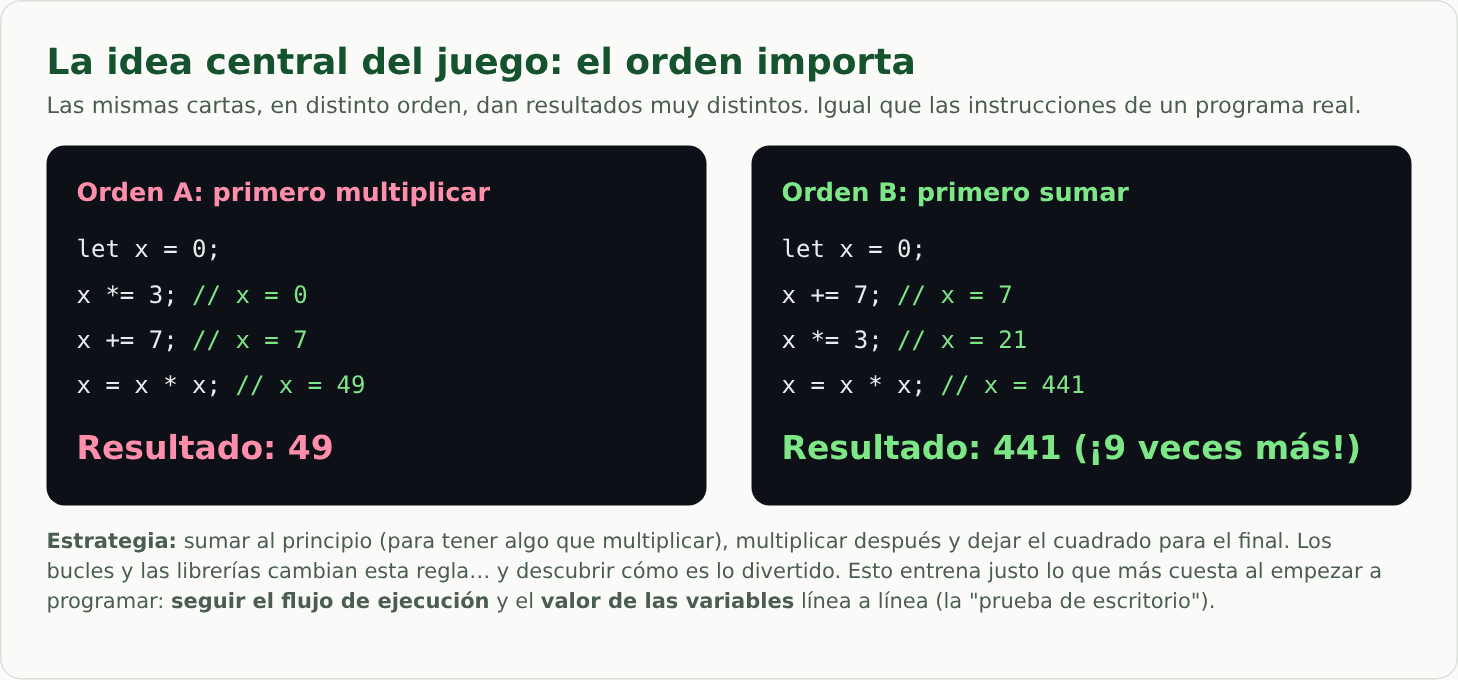 La idea central del juego: el orden importa
Las mismas cartas, en distinto orden, dan resultados muy distintos. Igual que las instrucciones de un programa real.
Orden A: primero multiplicar
let x = 0;
x *= 3; // x = 0
x += 7; // x = 7
x = x * x; // x = 49
Resultado: 49
Orden B: primero sumar
let x = 0;
x += 7; // x = 7
x *= 3; // x = 21
x = x * x; // x = 441
Resultado: 441 (¡9 veces más!)
Estrategia: sumar al principio (para tener algo que multiplicar), multiplicar después y dejar el cuadrado para el final. Los
bucles y las librerías cambian esta regla… y descubrir cómo es lo divertido. Esto entrena justo lo que más cuesta al empezar a
programar: seguir el flujo de ejecución y el valor de las variables línea a línea (la "prueba de escritorio").